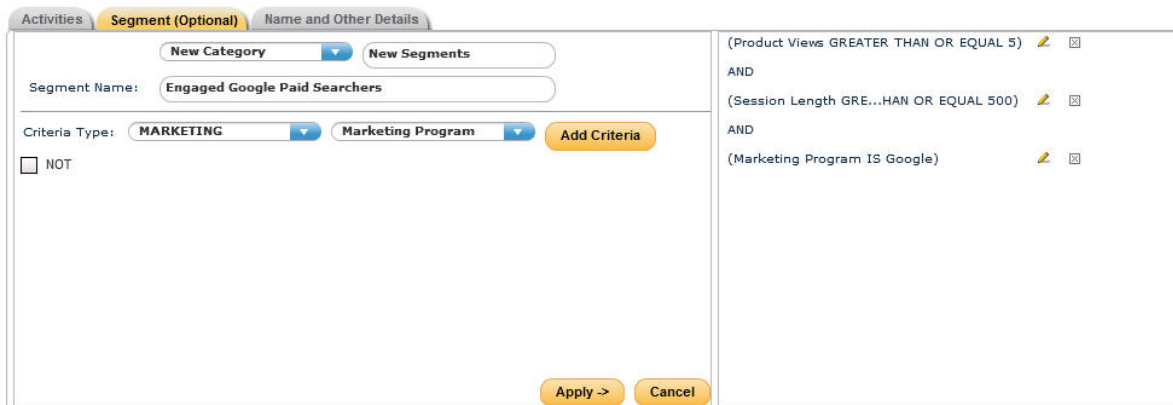 Activities Segment (Optional) Name and Other Details
New Category New Segments
Segment Name: Engaged Google Paid Searchers
Criteria Type: MARKETING Marketing Program Add Criteria
NOT
Apply -> Cancel
(Product Views GREATER THAN OR EQUAL 5)
AND
(Session Length GRE...HAN OR EQUAL 500)
AND
(Marketing Program IS Google)